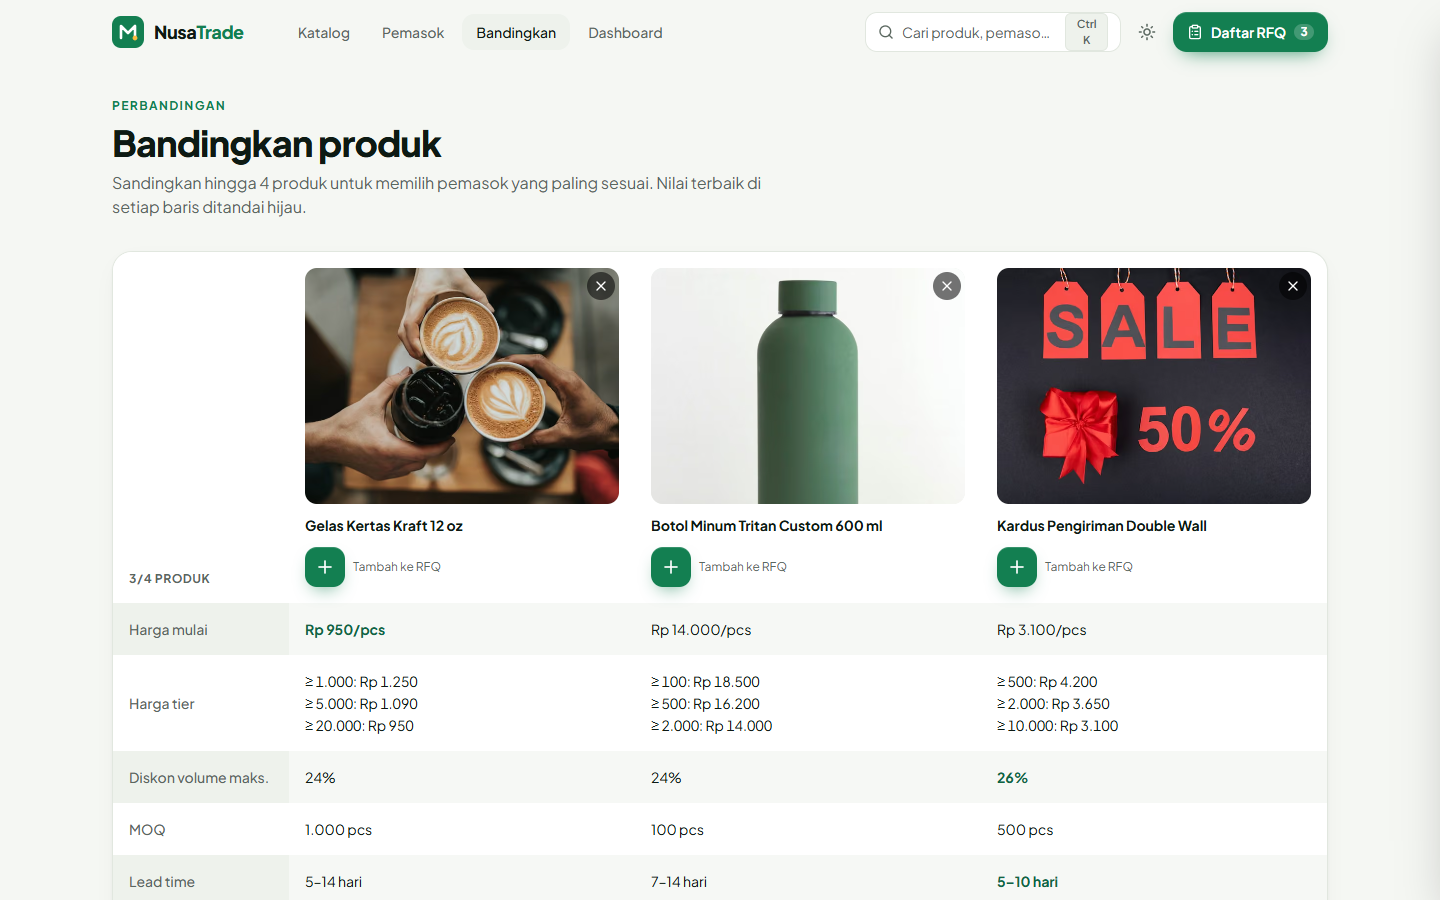 NusaTrade
Katalog
Pemasok
Bandingkan
Dashboard
Cari produk, pemaso...
Ctrl
K
Daftar RFQ 3
PERBANDINGAN
Bandingkan produk
Sandingkan hingga 4 produk untuk memilih pemasok yang paling sesuai. Nilai terbaik di
setiap baris ditandai hijau.
SALE
50%
3/4 PRODUK
Gelas Kertas Kraft 12 oz
Tambah ke RFQ
Botol Minum Tritan Custom 600 ml
Tambah ke RFQ
Kardus Pengiriman Double Wall
Tambah ke RFQ
Harga mulai
Rp 950/pcs
Rp 14.000/pcs
Rp 3.100/pcs
Harga tier
≥ 1.000: Rp 1.250
≥ 5.000: Rp 1.090
≥ 20.000: Rp 950
≥ 100: Rp 18.500
≥ 500: Rp 16.200
≥ 2.000: Rp 14.000
≥ 500: Rp 4.200
≥ 2.000: Rp 3.650
≥ 10.000: Rp 3.100
Diskon volume maks.
24%
24%
26%
MOQ
1.000 pcs
100 pcs
500 pcs
Lead time
5–14 hari
7–14 hari
5–10 hari